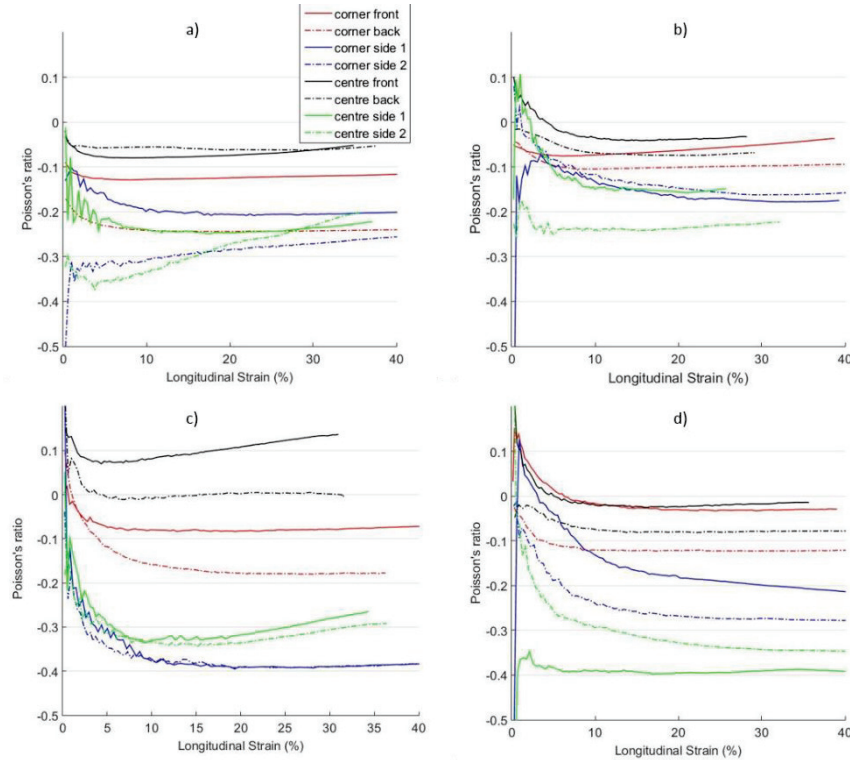 a)
corner front
corner back
corner side 1
corner side 2
centre front
centre back
centre side 1
centre side 2
0.1
0
-0.1
-0.2
-0.3
-0.4
-0.5
Poisson's ratio
0
10
20
30
40
Longitudinal Strain (%)
b)
0.1
0
-0.1
-0.2
-0.3
-0.4
-0.5
Poisson's ratio
0
10
20
30
40
Longitudinal Strain (%)
c)
0.1
0
-0.1
-0.2
-0.3
-0.4
-0.5
Poisson's ratio
0
5
10
15
20
25
30
35
40
Longitudinal Strain (%)
d)
0.1
0
-0.1
-0.2
-0.3
-0.4
-0.5
Poisson's ratio
0
10
20
30
40
Longitudinal Strain (%)